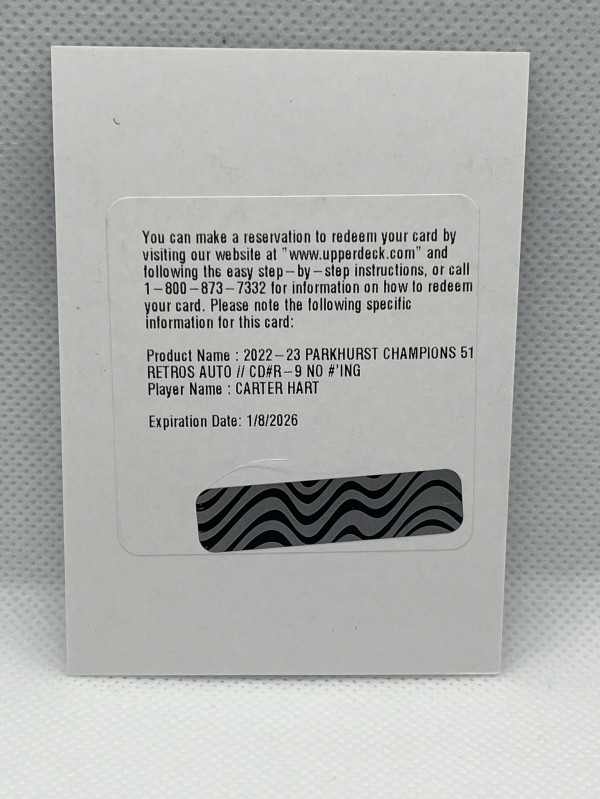 You can make a reservation to redeem your card by
visiting our website at "www.upperdeck.com" and
following the easy step–by–step instructions, or call
1–800–873–7332 for information on how to redeem
your card. Please note the following specific
information for this card:
Product Name : 2022–23 PARKHURST CHAMPIONS 51
RETROS AUTO // CD#R–9 NO #'ING
Player Name : CARTER HART
Expiration Date: 1/8/2026